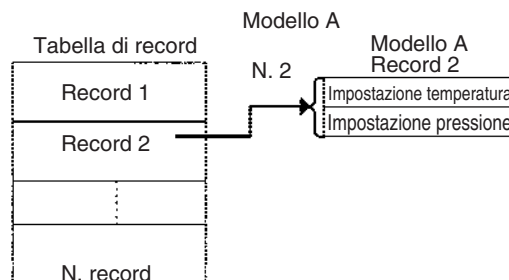 Modello A
Tabella di record
N. 2
Modello A
Record 2
Record 1
Impostazione temperatura
Impostazione pressione
Record 2
N. record